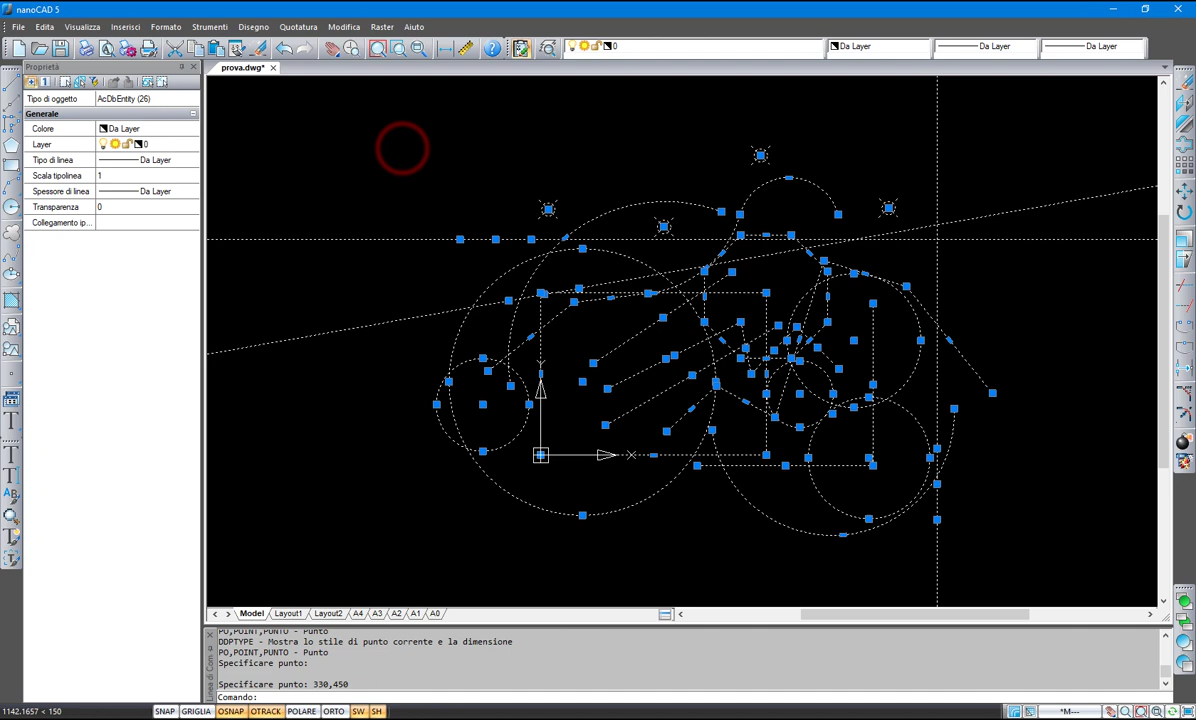 nanoCAD 5
File Edita Visualizza Inserisci Formato Strumenti Disegno Quotatura Modifica Raster Aiuto
0 Da Layer Da Layer Da Layer
Proprietà
prova.dwg*
Tipo di oggetto AcDbEntity (26)
Generale
Colore Da Layer
Layer 0
Tipo di linea Da Layer
Scala tipolinea 1
Spessore di linea Da Layer
Transparenza 0
Collegamento ip...
Y
X
Model Layout1 Layout2 A4 A3 A2 A1 A0
PO,POINT,PUNTO - Punto
DDPTYPE - Mostra lo stile di punto corrente e la dimensione
PO,POINT,PUNTO - Punto
Specificare punto:
Specificare punto: 330,450
Linea di Com
Comando:
1142.1657 < 150 SNAP GRIGLIA OSNAP OTRACK POLARE ORTO SW SH *M---